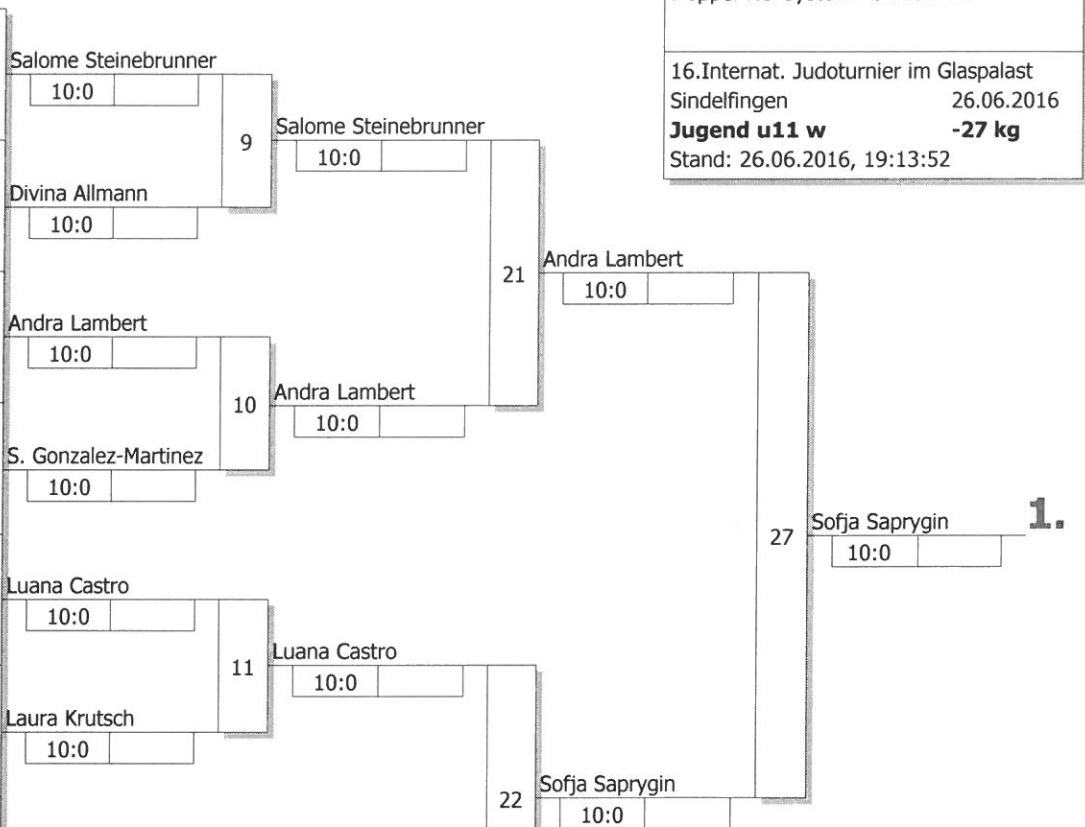 16.Internat. Judoturnier im Glaspalast
Sindelfingen 26.06.2016
Jugend u11 w -27 kg
Stand: 26.06.2016, 19:13:52
Salome Steinebrunner
10:0
9
Salome Steinebrunner
10:0
Divina Allmann
10:0
21
Andra Lambert
10:0
Andra Lambert
10:0
10
Andra Lambert
10:0
S. Gonzalez-Martinez
10:0
27
Sofja Saprygin
10:0
1.
Luana Castro
10:0
11
Luana Castro
10:0
Laura Krutsch
10:0
22
Sofja Saprygin
10:0